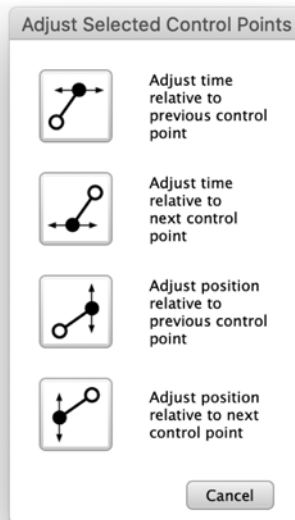 Adjust Selected Control Points
Adjust time
relative to
previous control
point
Adjust time
relative to
next control
point
Adjust position
relative to
previous control
point
Adjust position
relative to next
control point
Cancel